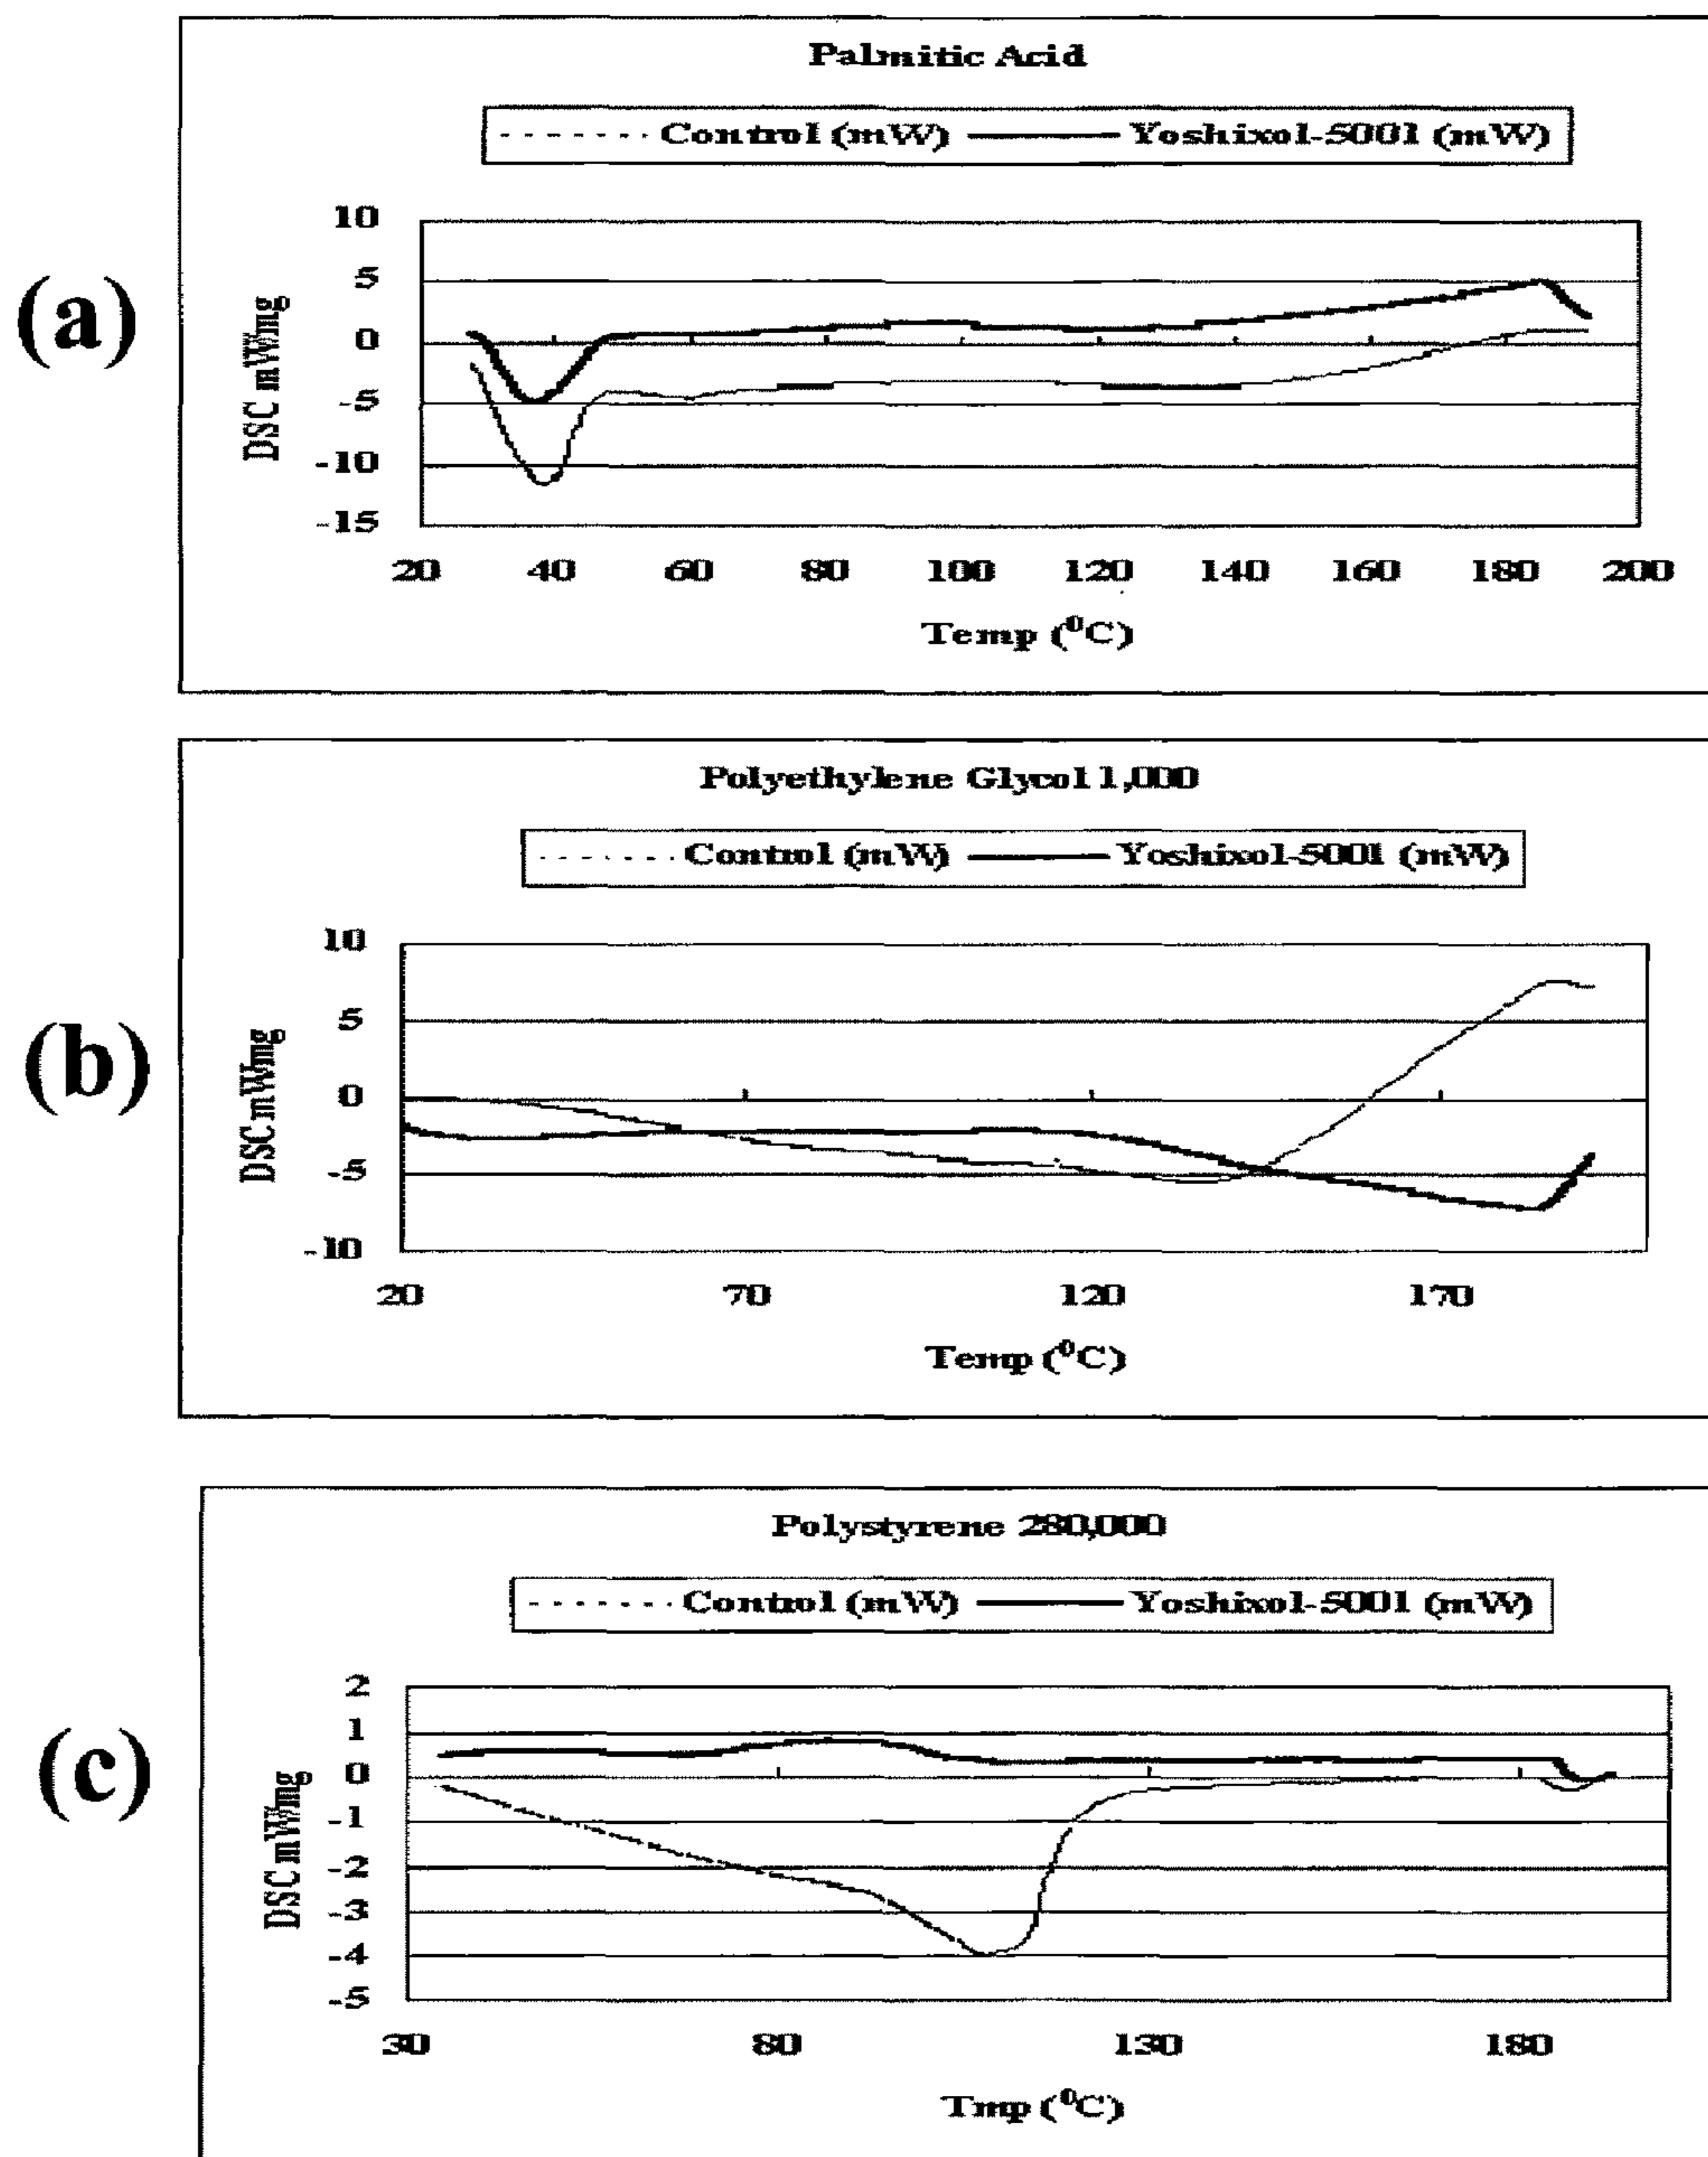 (a)
Palmitic Acid
Control (mW) Yoshixol-5001 (mW)
10
5
0
-5
-10
-15
DSC mW/mg
20 40 60 80 100 120 140 160 180 200
Temp (⁰C)
(b)
Polyethylene Glycol 1,000
Control (mW) Yoshixol-5001 (mW)
10
5
0
-5
-10
DSC mW/mg
20 70 120 170
Temp (⁰C)
(c)
Polystyrene 280,000
Control (mW) Yoshixol-5001 (mW)
2
1
0
-1
-2
-3
-4
-5
DSC mW/mg
30 80 130 180
Tmp (⁰C)